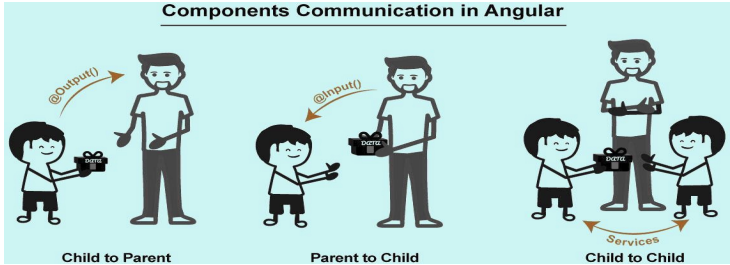 Components Communication in Angular
@Output()
DATA
Child to Parent
@Input()
DATA
Parent to Child
DATA
Services
Child to Child